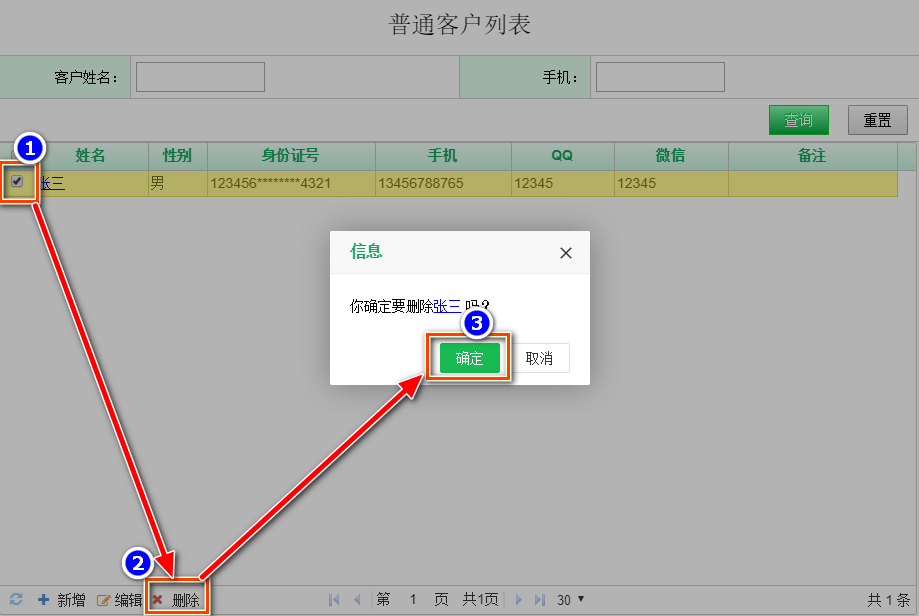 普通客户列表
客户姓名： 手机：
查询 重置
1
姓名 性别 身份证号 手机 QQ 微信 备注
张三 男 123456********4321 13456788765 12345 12345
信息
你确定要删除张三 吗?
3
确定 取消
2
新增 编辑 删除 第 1 页 共1页 30 共 1 条